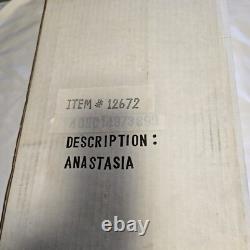 ITEM # 12672
DESCRIPTION :
ANASTASIA